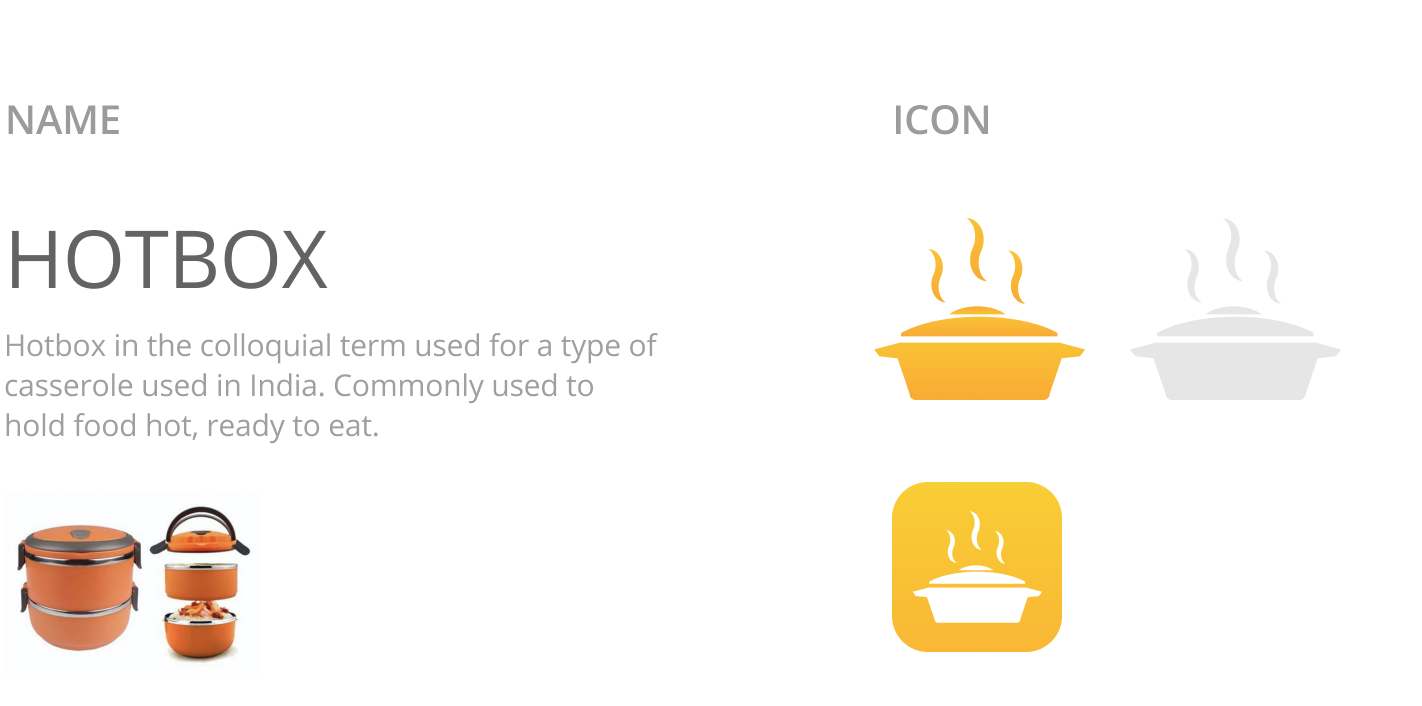 NAME
ICON
HOTBOX
Hotbox in the colloquial term used for a type of
casserole used in India. Commonly used to
hold food hot, ready to eat.